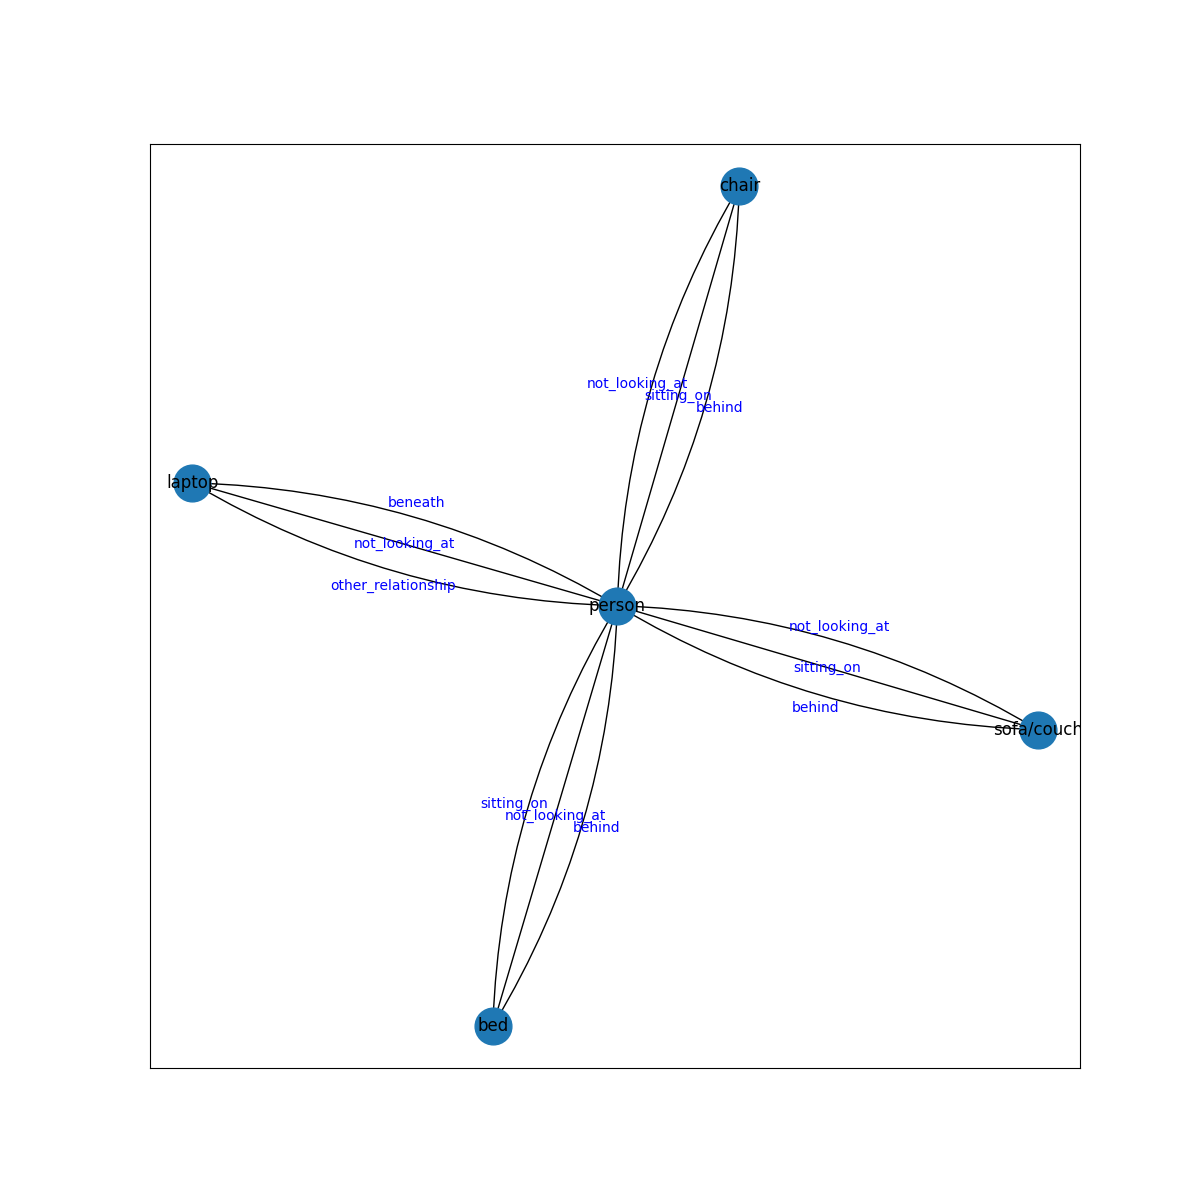 chair
not_looking_at
sitting_on
behind
laptop
beneath
not_looking_at
other_relationship
person
not_looking_at
sitting_on
behind
sofa/couch
sitting_on
not_looking_at
behind
bed